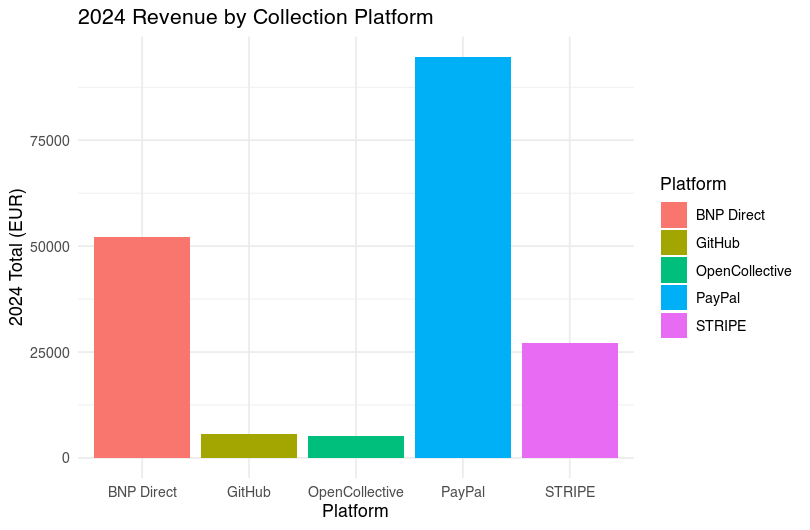 2024 Revenue by Collection Platform
2024 Total (EUR)
75000
50000
25000
0
BNP Direct
GitHub
OpenCollective
PayPal
STRIPE
Platform
Platform
BNP Direct
GitHub
OpenCollective
PayPal
STRIPE